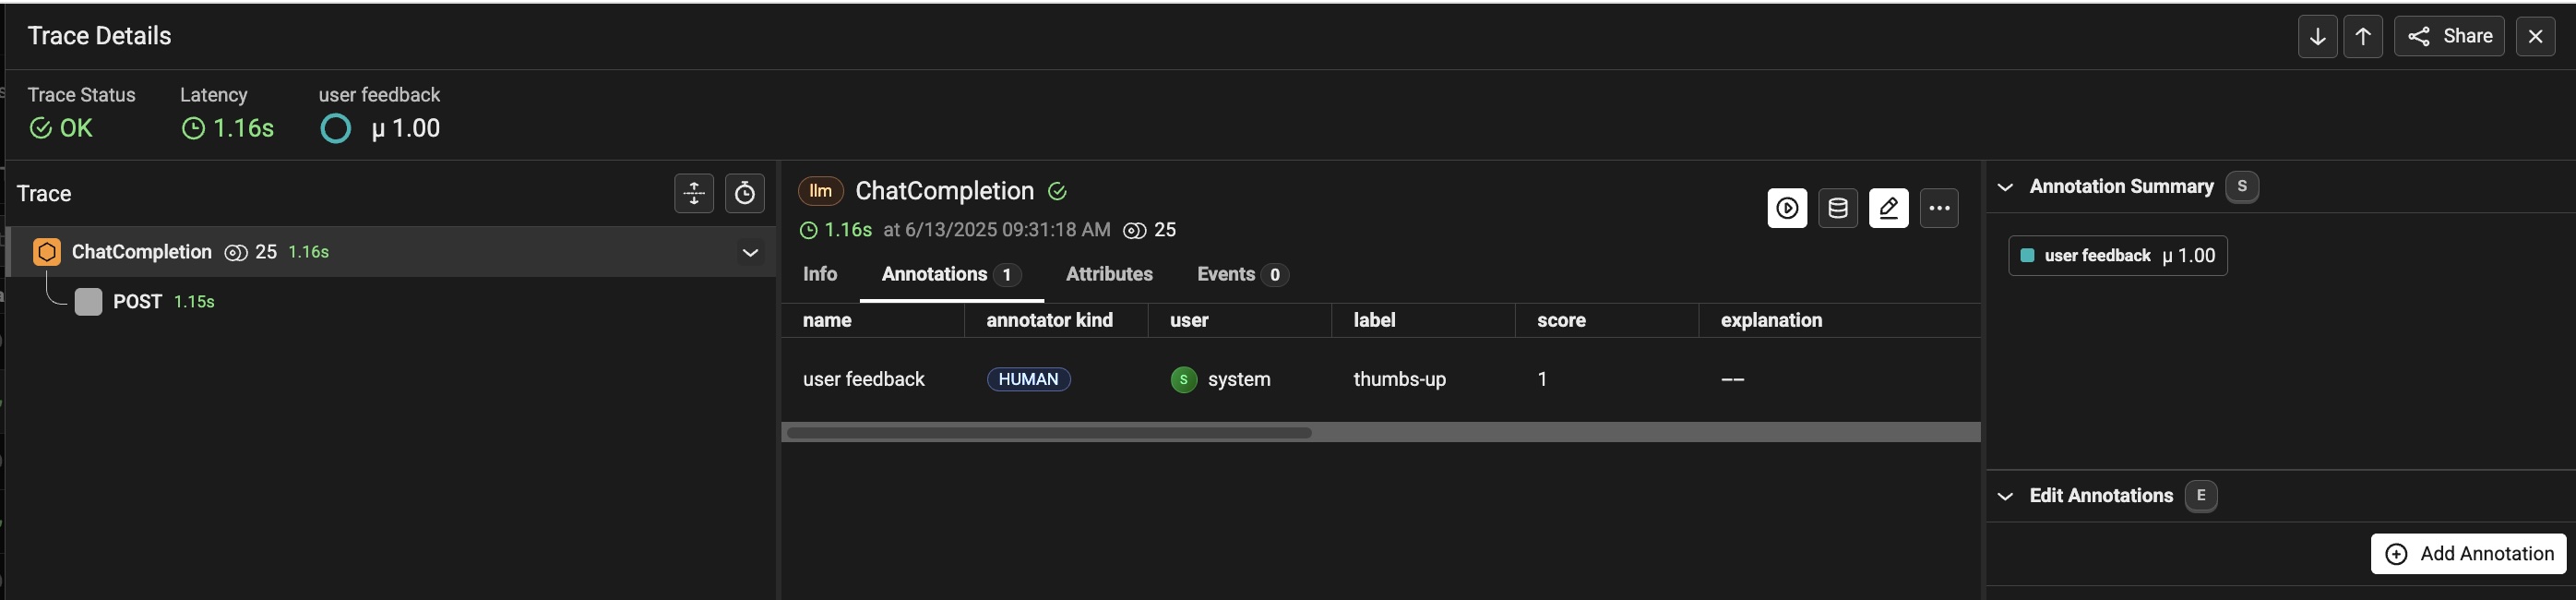 Trace Details
Share
Trace Status Latency user feedback
OK 1.16s μ 1.00
Trace
ChatCompletion 25 1.16s
POST 1.15s
llm ChatCompletion
1.16s at 6/13/2025 09:31:18 AM 25
Info Annotations 1 Attributes Events 0
name annotator kind user label score explanation
user feedback HUMAN S system thumbs-up 1 --
Annotation Summary S
user feedback μ 1.00
Edit Annotations E
Add Annotation